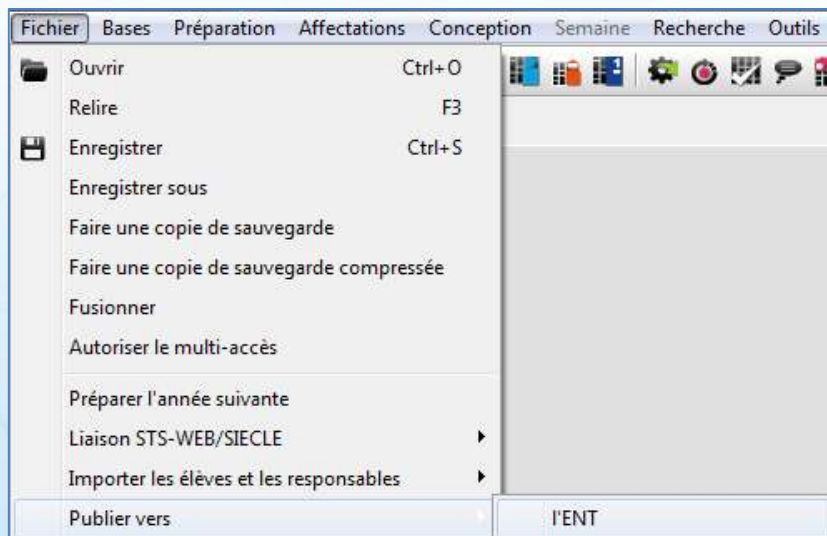 Fichier Bases Préparation Affectations Conception Semaine Recherche Outils
Ouvrir Ctrl+O
Relire F3
Enregistrer Ctrl+S
Enregistrer sous
Faire une copie de sauvegarde
Faire une copie de sauvegarde compressée
Fusionner
Autoriser le multi-accès
Préparer l'année suivante
Liaison STS-WEB/SIECLE
Importer les élèves et les responsables
Publier vers l'ENT